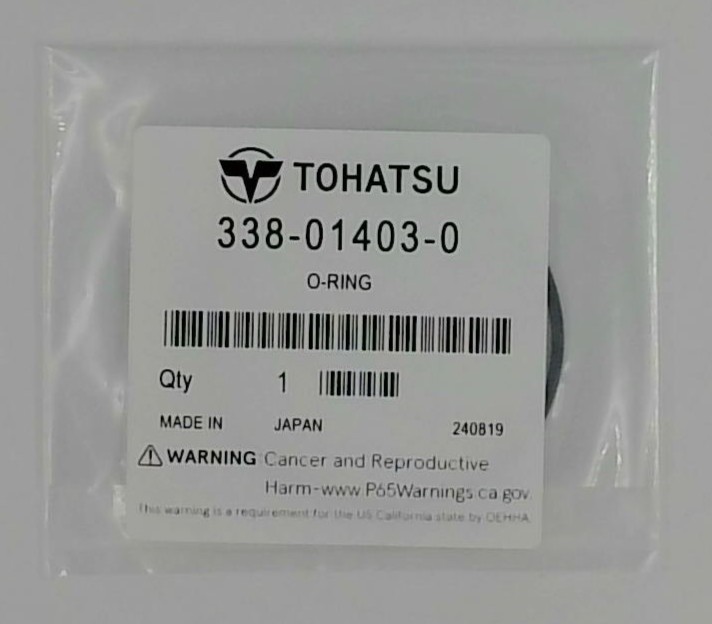 TOHATSU
338-01403-0
O-RING
Qty 1
MADE IN JAPAN 240819
WARNING Cancer and Reproductive
Harm-www.P65Warnings.ca.gov.
This warning is a requirement for the US California state by OEHHA.